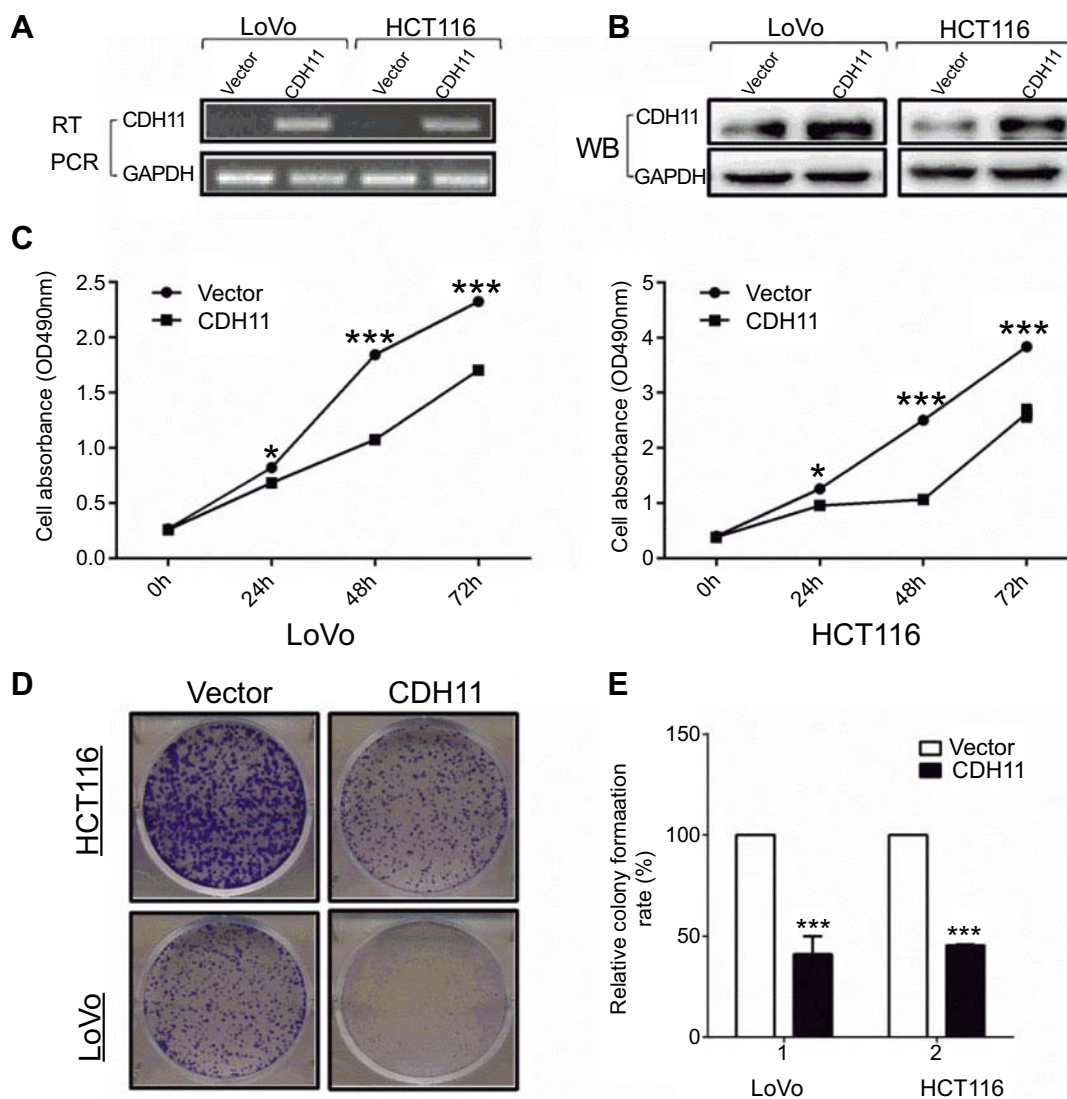 A
LoVo
HCT116
Vector
CDH11
Vector
CDH11
RT
PCR
CDH11
GAPDH
B
LoVo
HCT116
Vector
CDH11
Vector
CDH11
WB
CDH11
GAPDH
C
Cell absorbance (OD490nm)
2.5
2.0
1.5
1.0
0.5
0.0
Vector
CDH11
*
***
***
0h
24h
48h
72h
LoVo
Cell absorbance (OD490nm)
5
4
3
2
1
0
Vector
CDH11
*
***
***
0h
24h
48h
72h
HCT116
D
Vector
CDH11
HCT116
LoVo
E
Relative colony formaation
rate (%)
150
100
50
0
Vector
CDH11
***
***
1
2
LoVo
HCT116